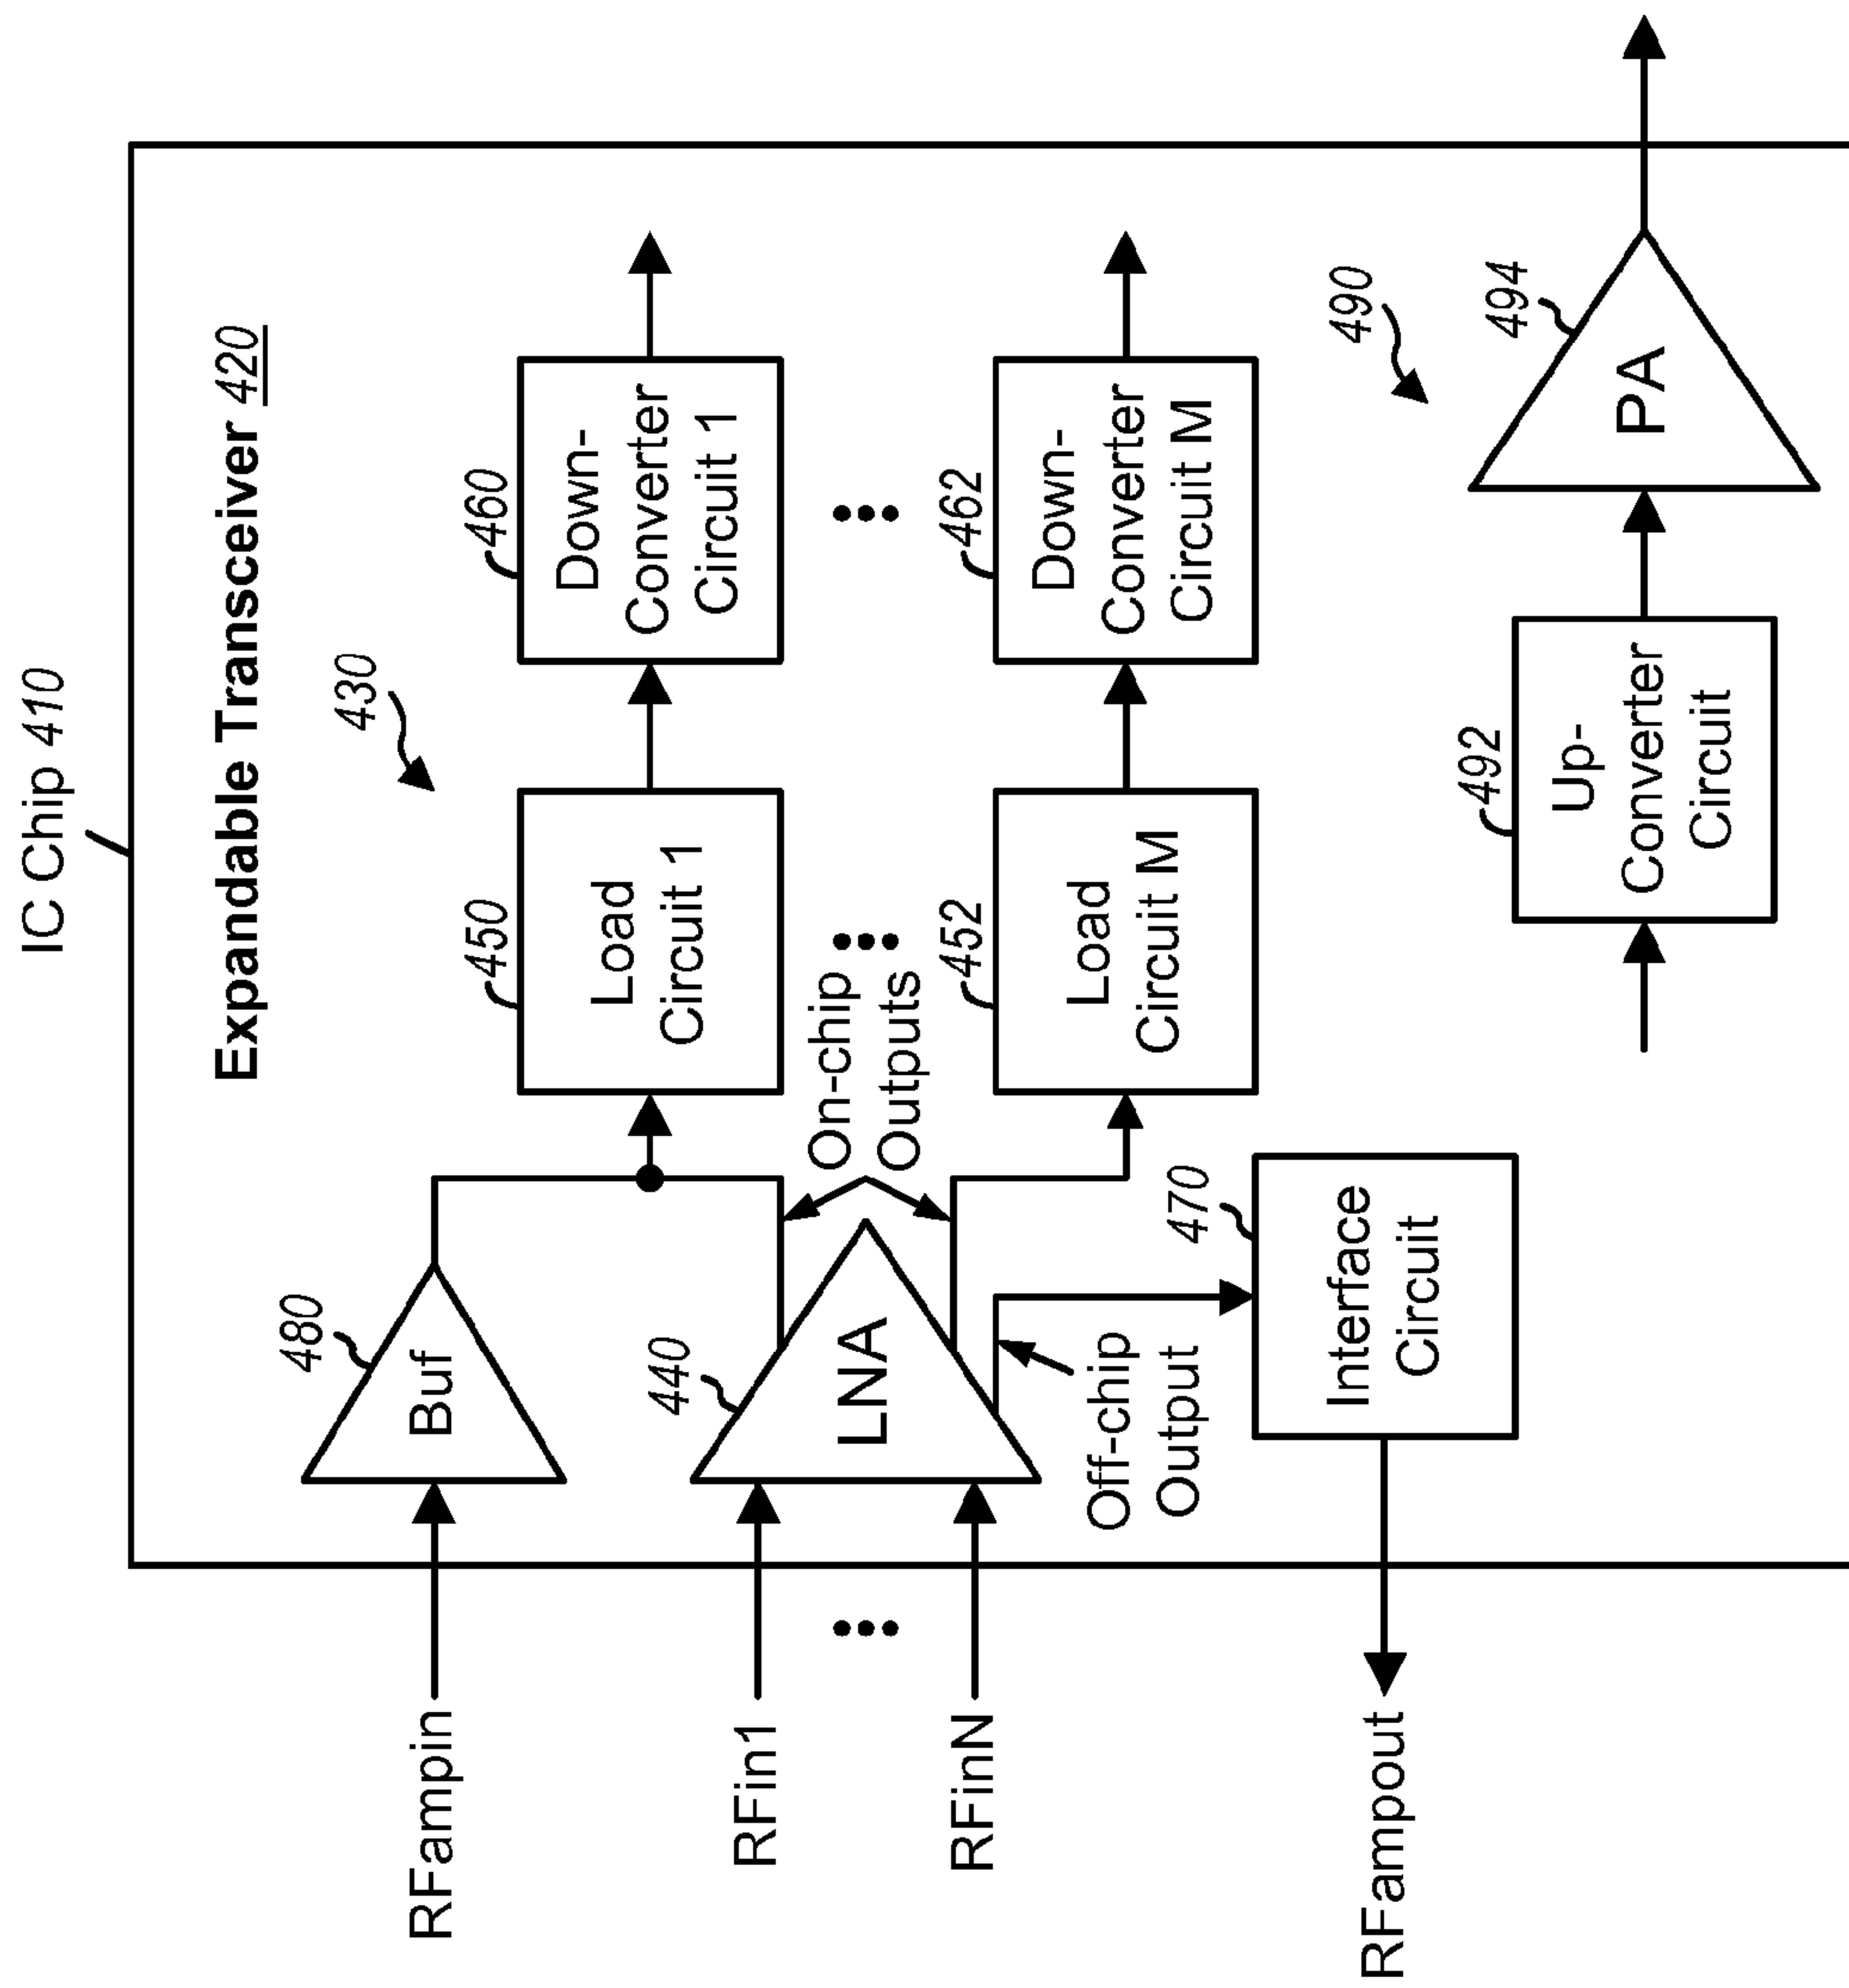 IC Chip 410
Expandable Transceiver 420
430
RFampin
480
Buf
450
Load
Circuit 1
460
Down-
Converter
Circuit 1
RFin1
RFinN
440
LNA
On-chip
Outputs
452
Load
Circuit M
462
Down-
Converter
Circuit M
Off-chip
Output
470
Interface
Circuit
RFampout
490
492
Up-
Converter
Circuit
494
PA